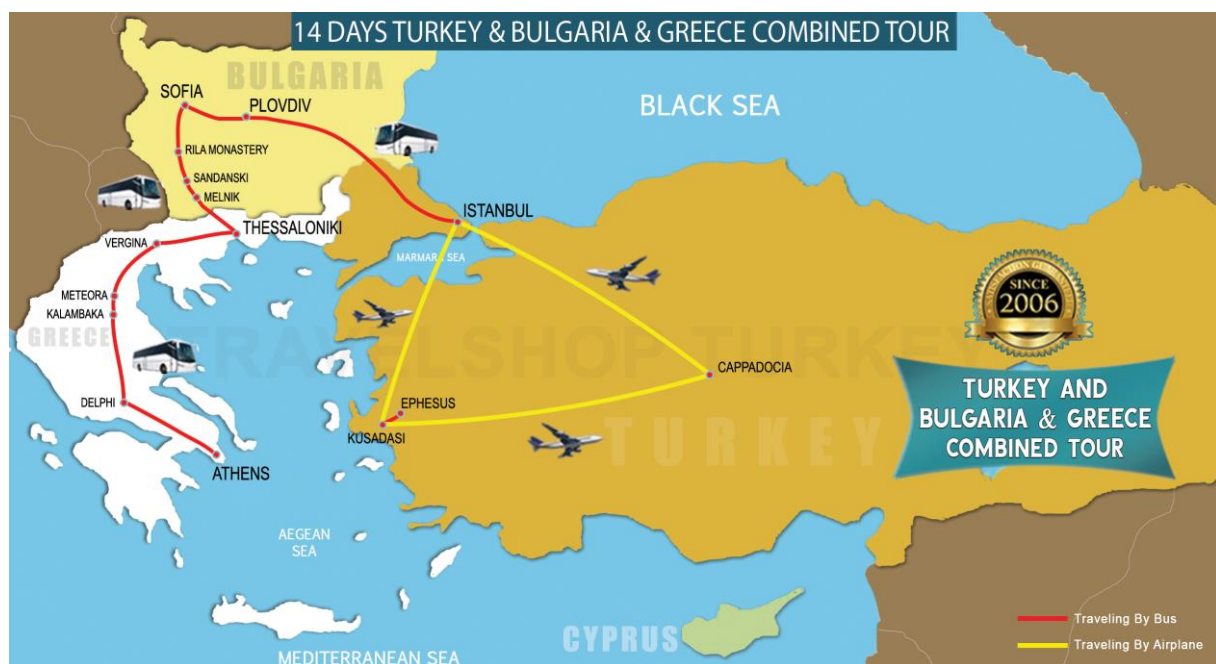 14 DAYS TURKEY & BULGARIA & GREECE COMBINED TOUR
BULGARIA
SOFIA
PLOVDIV
BLACK SEA
RILA MONASTERY
SANDANSKI
MELNIK
ISTANBUL
THESSALONIKI
VERGINA
MARMARA SEA
SATISFACTION GUARANTEED
SINCE
2006
METEORA
KALAMBAKA
GREECE
TRAVELSHOP TURKEY
CAPPADOCIA
TURKEY AND
BULGARIA & GREECE
COMBINED TOUR
DELPHI
EPHESUS
KUSADASI
TURKEY
ATHENS
AEGEAN
SEA
CYPRUS
MEDITERRANEAN SEA
Traveling By Bus
Traveling By Airplane